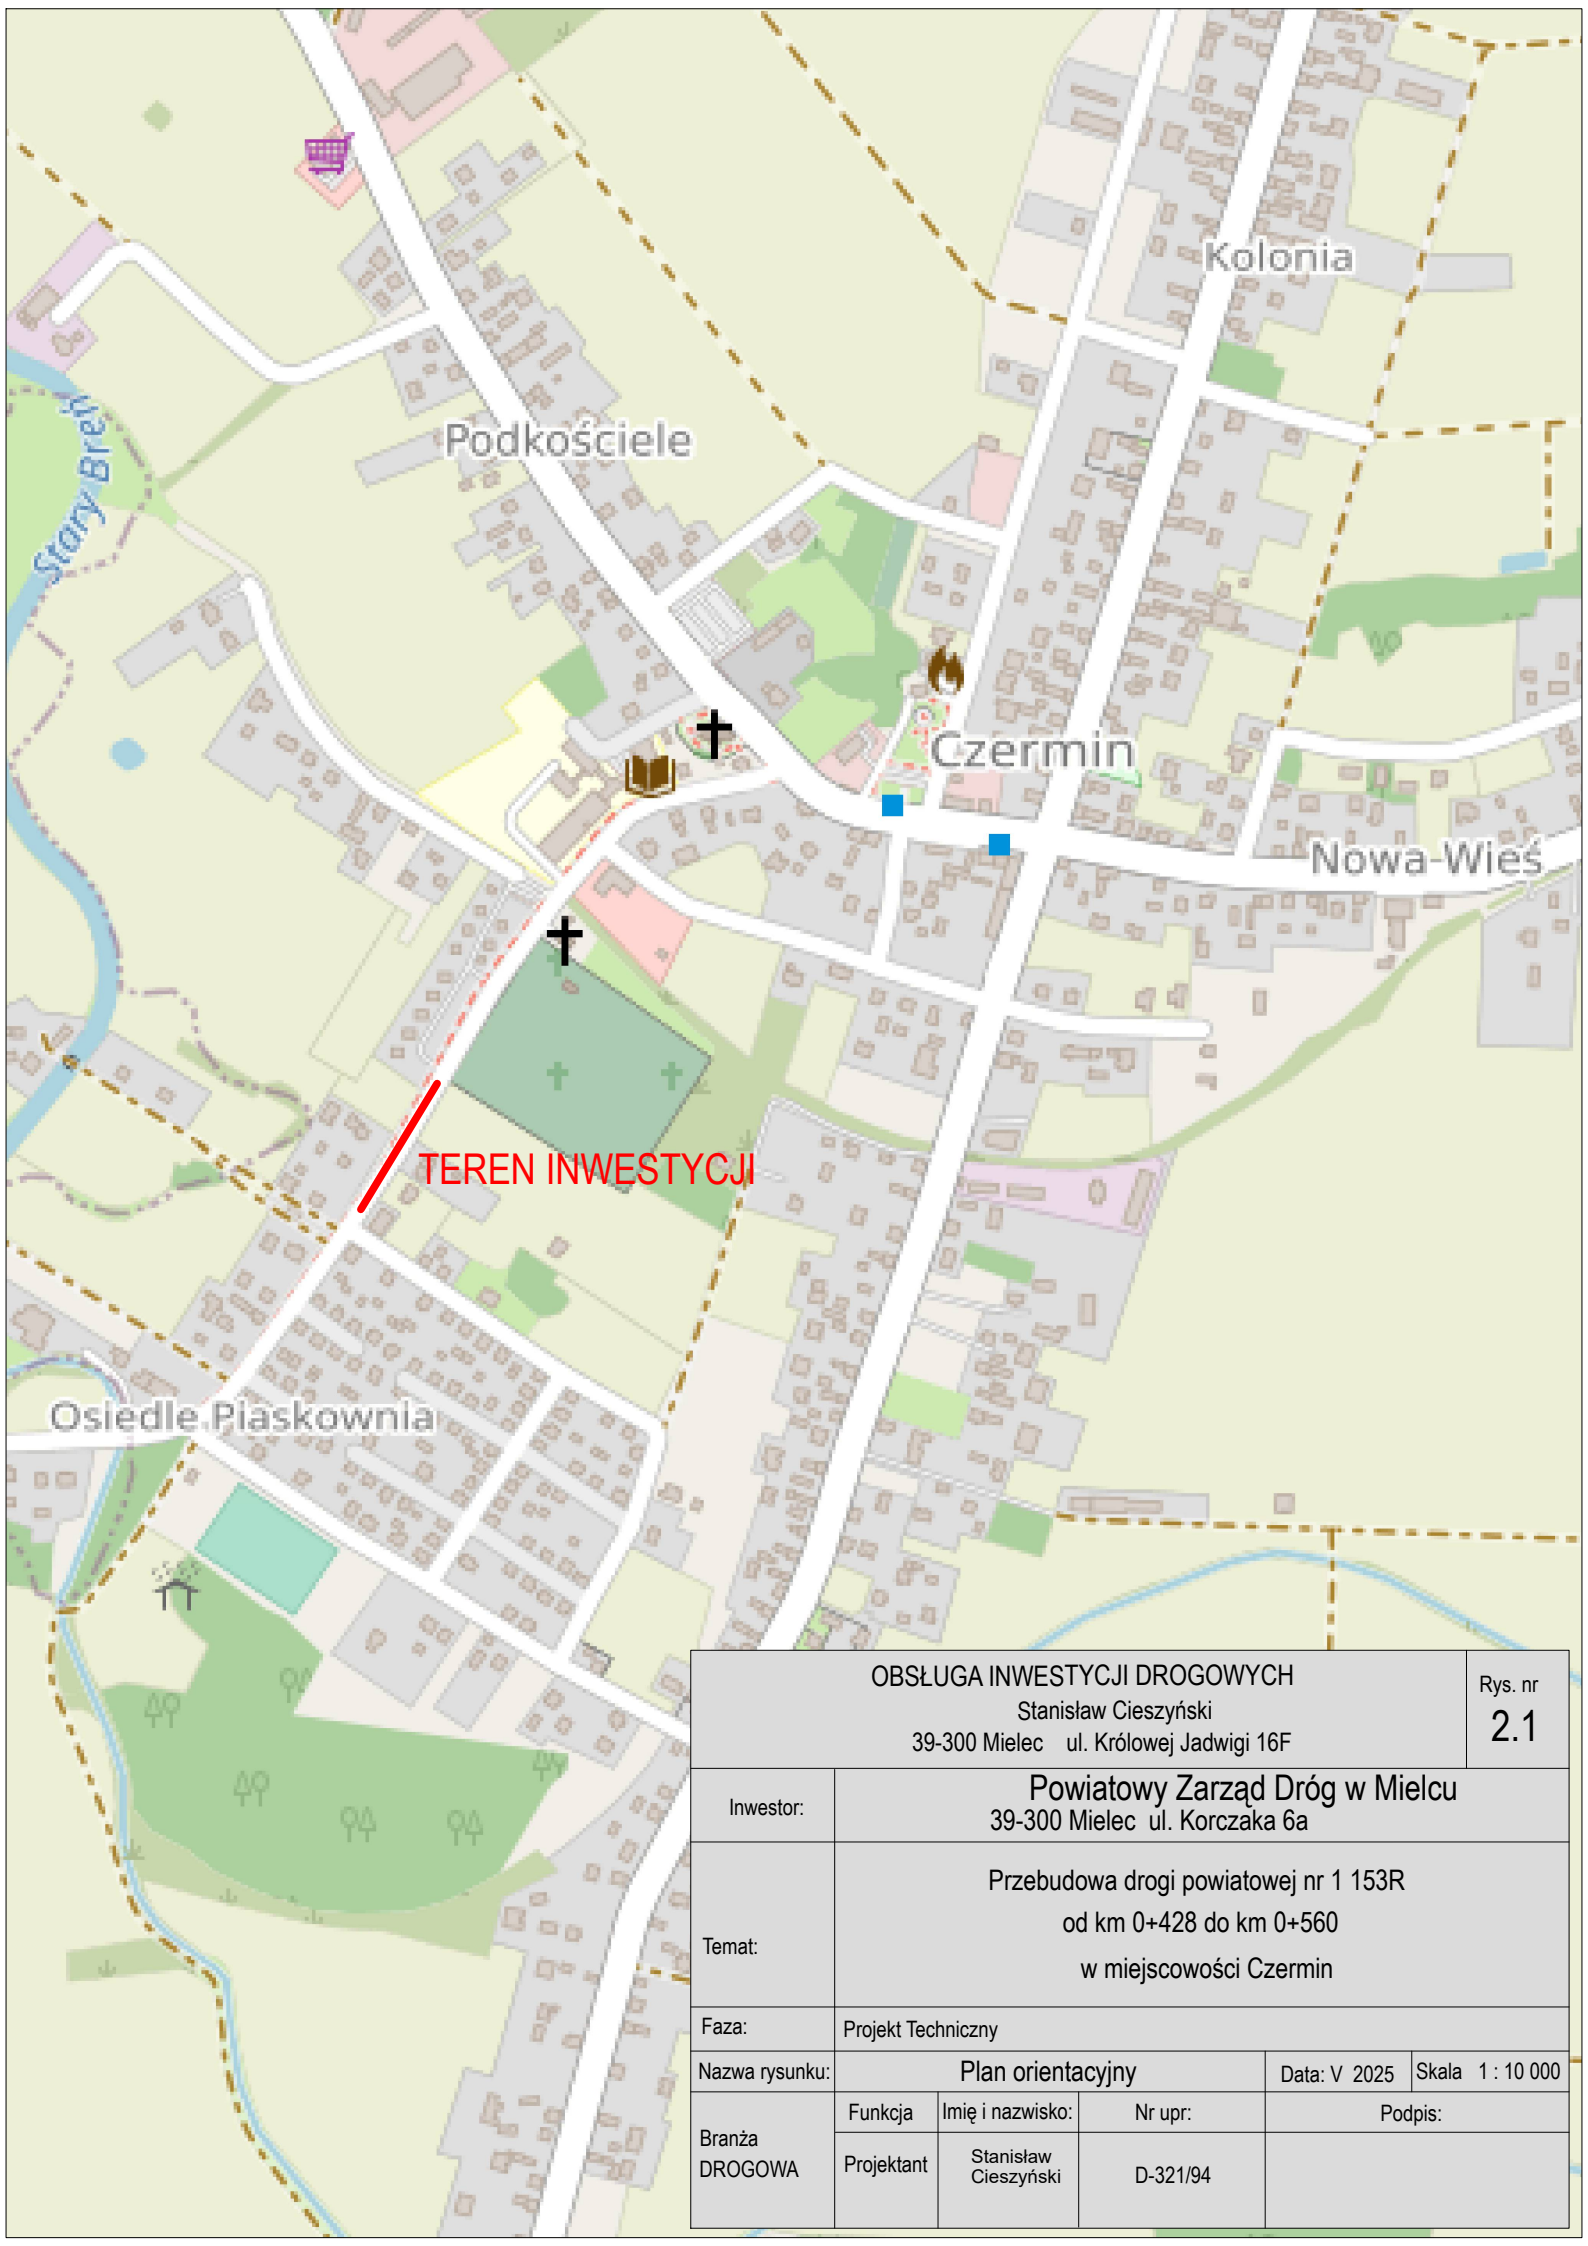 Kolonia
Podkościele
Stary Breń
Czermin
Nowa Wieś
TEREN INWESTYCJI
Osiedle Piaskownia
OBSŁUGA INWESTYCJI DROGOWYCH
Stanisław Cieszyński
39-300 Mielec ul. Królowej Jadwigi 16F
Rys. nr
2.1
Inwestor:
Powiatowy Zarząd Dróg w Mielcu
39-300 Mielec ul. Korczaka 6a
Temat:
Przebudowa drogi powiatowej nr 1 153R
od km 0+428 do km 0+560
w miejscowości Czermin
Faza:
Projekt Techniczny
Nazwa rysunku:
Plan orientacyjny
Data: V 2025
Skala 1 : 10 000
Branża
DROGOWA
Funkcja
Imię i nazwisko:
Nr upr:
Podpis:
Projektant
Stanisław
Cieszyński
D-321/94